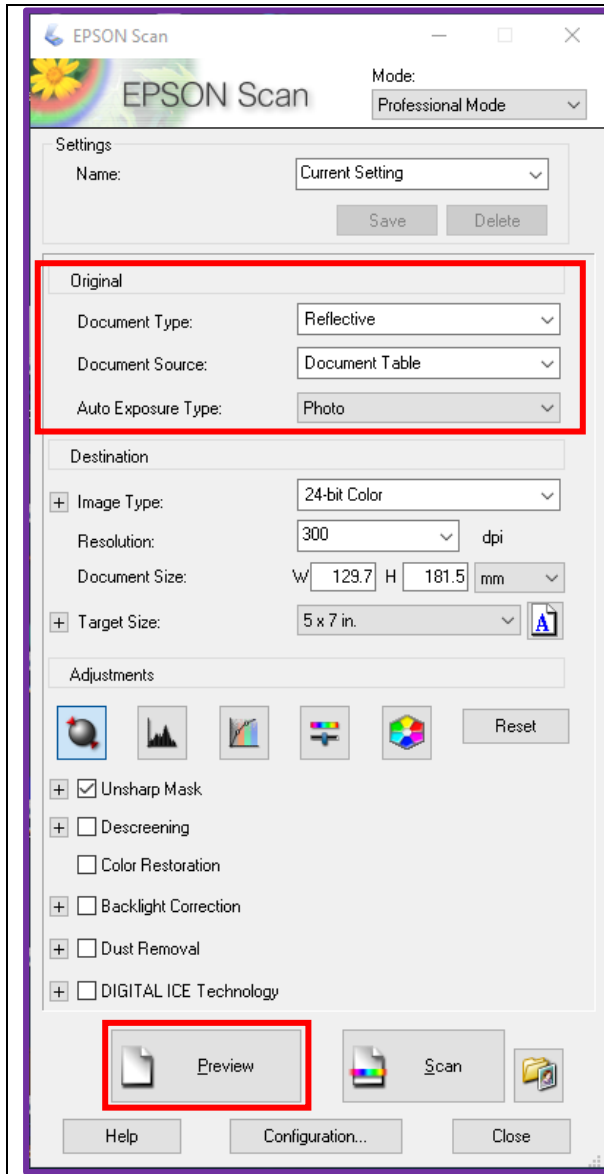 EPSON Scan
EPSON Scan
Mode:
Professional Mode
Settings
Name: Current Setting
Save Delete
Original
Document Type: Reflective
Document Source: Document Table
Auto Exposure Type: Photo
Destination
+ Image Type: 24-bit Color
Resolution: 300 dpi
Document Size: W 129.7 H 181.5 mm
+ Target Size: 5 x 7 in. A
Adjustments
Reset
+ Unsharp Mask
+ Descreening
Color Restoration
+ Backlight Correction
+ Dust Removal
+ DIGITAL ICE Technology
Preview Scan
Help Configuration... Close